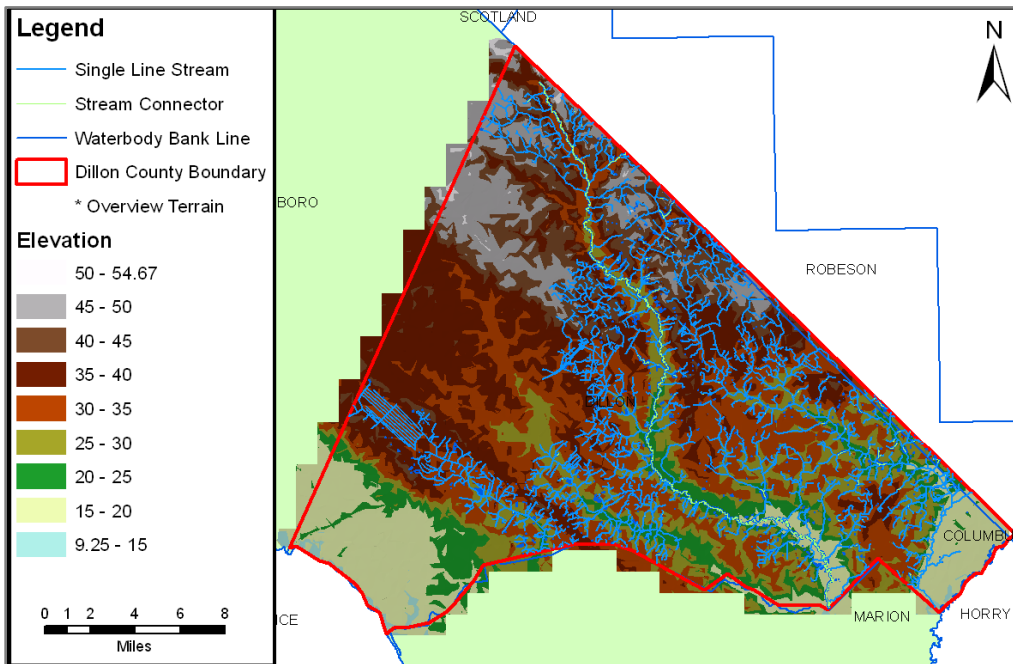 Legend
Single Line Stream
Stream Connector
Waterbody Bank Line
Dillon County Boundary
* Overview Terrain
Elevation
50 - 54.67
45 - 50
40 - 45
35 - 40
30 - 35
25 - 30
20 - 25
15 - 20
9.25 - 15
0 1 2 4 6 8
Miles
SCOTLAND
N
BORO
ROBESON
DILLON
COLUMBU
ICE
MARION
HORRY